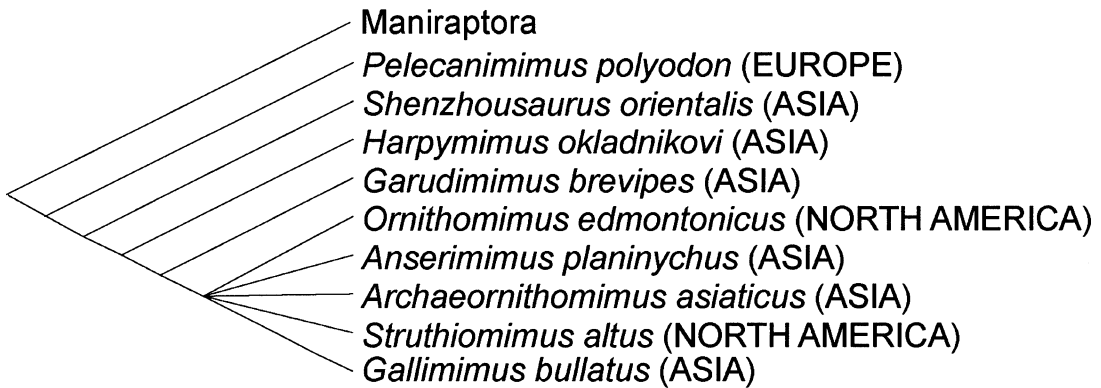 Maniraptora
Pelecanimimus polyodon (EUROPE)
Shenzhousaurus orientalis (ASIA)
Harpymimus okladnikovi (ASIA)
Garudimimus brevipes (ASIA)
Ornithomimus edmontonicus (NORTH AMERICA)
Anserimimus planinychus (ASIA)
Archaeornithomimus asiaticus (ASIA)
Struthiomimus altus (NORTH AMERICA)
Gallimimus bullatus (ASIA)